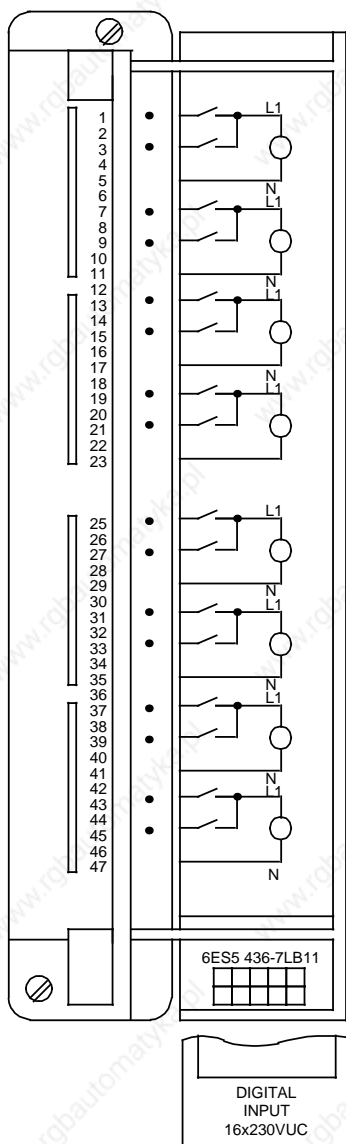 1
2
3
4
5
6
7
8
9
10
11
12
13
14
15
16
17
18
19
20
21
22
23
25
26
27
28
29
30
31
32
33
34
35
36
37
38
39
40
41
42
43
44
45
46
47
L1
N
L1
N
L1
N
L1
L1
N
L1
N
L1
N
L1
N
6ES5 436-7LB11
DIGITAL
INPUT
16x230VUC
www.rgbautomatyka.pl